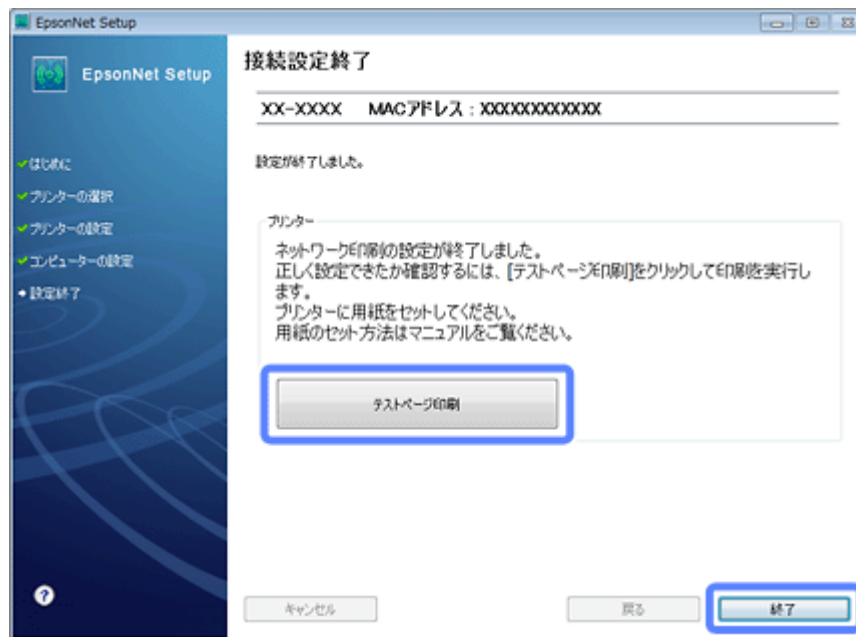 EpsonNet Setup
EpsonNet Setup
はじめに
プリンターの選択
プリンターの設定
コンピューターの設定
設定終了
接続設定終了
XX-XXXX MACアドレス：XXXXXXXXXXXX
設定が終了しました。
プリンター
ネットワーク印刷の設定が終了しました。
正しく設定できたか確認するには、[テストページ印刷]をクリックして印刷を実行し
ます。
プリンターに用紙をセットしてください。
用紙のセット方法はマニュアルをご覧ください。
テストページ印刷
?
キャンセル
戻る
終了